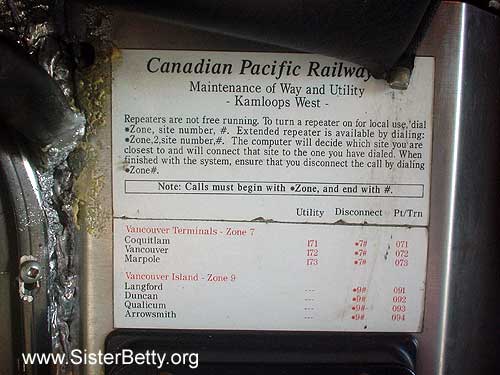 Canadian Pacific Railway
Maintenance of Way and Utility
- Kamloops West -
Repeaters are not free running. To turn a repeater on for local use, dial
*Zone, site number, #. Extended repeater is available by dialing:
*Zone,2,site number,#. The computer will decide which site you are
closest to and will connect that site to the one you have dialed. When
finished with the system, ensure that you disconnect the call by dialing
*Zone#.
Note: Calls must begin with *Zone, and end with #.
Utility Disconnect Pt/Trn
Vancouver Terminals - Zone 7
Coquitlam 171 *7# 071
Vancouver 172 *7# 072
Marpole 173 *7# 073
Vancouver Island - Zone 9
Langford --- *9# 091
Duncan --- *9# 092
Qualicum --- *9# 093
Arrowsmith --- *9# 094
www.SisterBetty.org